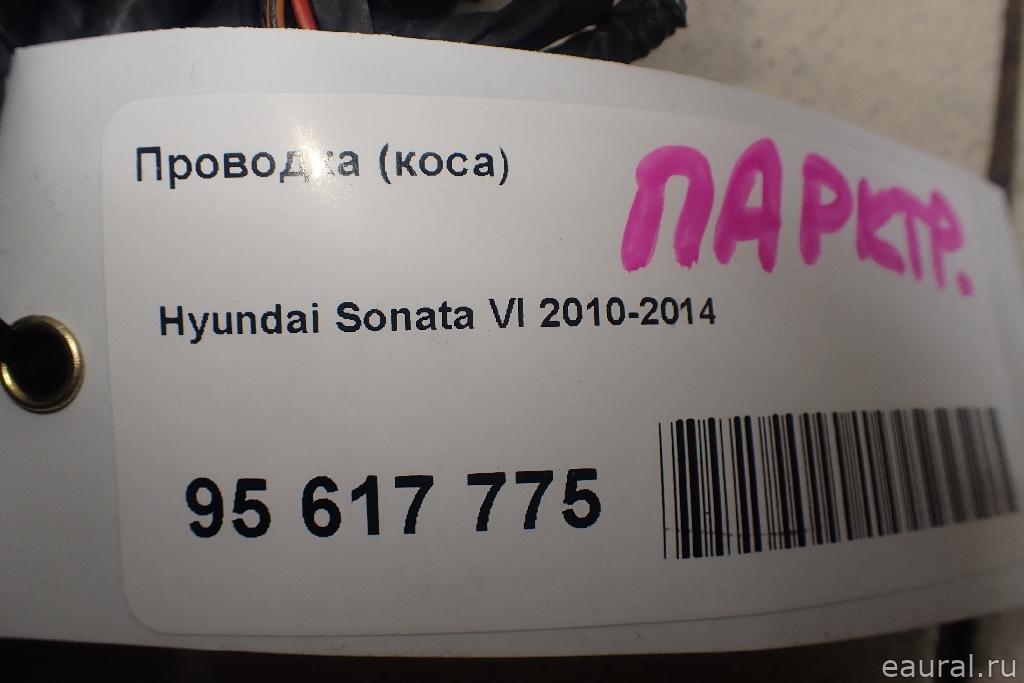 Проводка (коса)
ПАРКТР.
Hyundai Sonata VI 2010-2014
95 617 775
eaural.ru